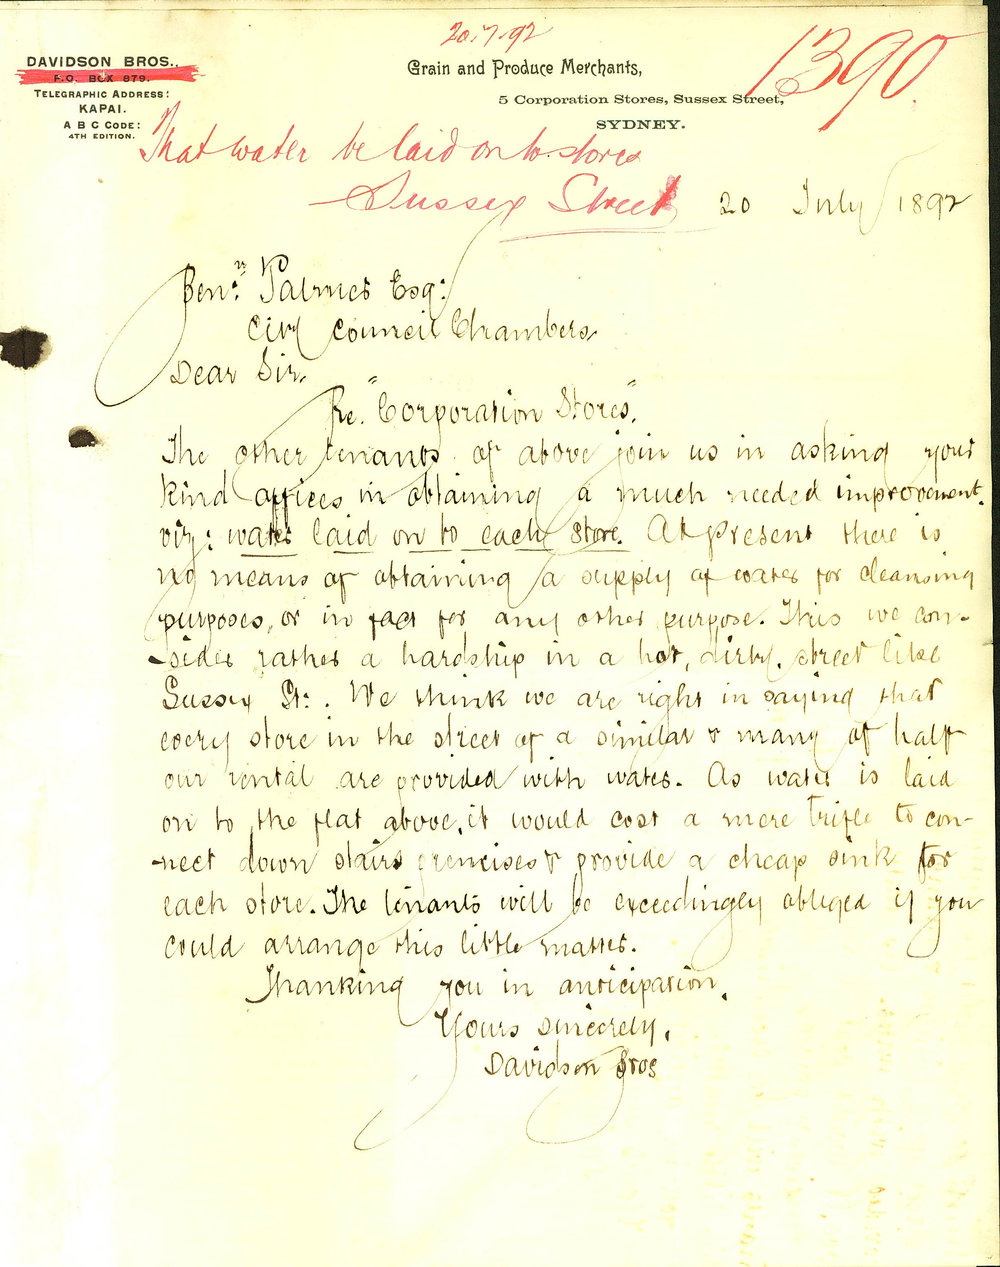 20.7.92
1390
DAVIDSON BROS.,
P.O. BOX 879.
TELEGRAPHIC ADDRESS:
KAPAI.
A B C CODE:
4TH EDITION.
Grain and Produce Merchants,
5 Corporation Stores, Sussex Street,
SYDNEY.
That water be laid on to stores
Sussex Street
20 July 1892
Benn. Palmer Esq:
City Council Chambers
Dear Sir.
Re. "Corporation Stores".
The other tenants of above join us in asking your
kind offices in obtaining a much needed improvement.
viz: water laid on to each store. At present there is
no means of obtaining a supply of water for cleansing
purposes, or in fact for any other purpose. This we con-
-sider rather a hardship in a hot, dirty, street like
Sussex St:. We think we are right in saying that
every store in the street of a similar & many of half
our rental are provided with water. As water is laid
on to the flat above, it would cost a mere trifle to con-
-nect down stairs premises & provide a cheap sink for
each store. The tenants will be exceedingly obliged if you
could arrange this little matter.
Thanking you in anticipation.
Yours sincerely,
Davidson Bros